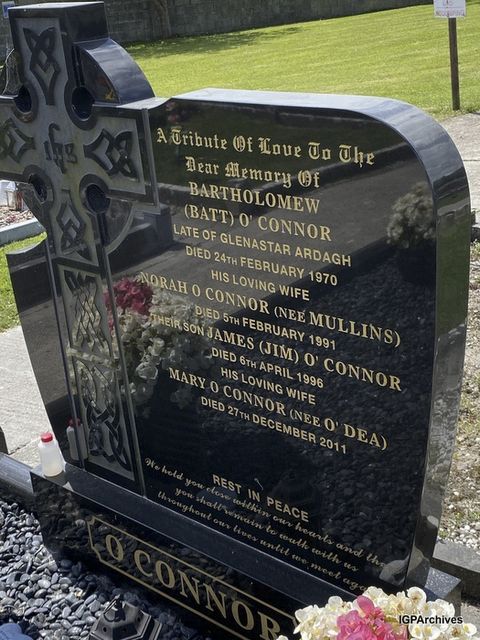 A Tribute Of Love To The
Dear Memory Of
BARTHOLOMEW
(BATT) O' CONNOR
LATE OF GLENASTAR ARDAGH
DIED 24TH FEBRUARY 1970
HIS LOVING WIFE
NORAH O CONNOR (NEE MULLINS)
DIED 5TH FEBRUARY 1991
THEIR SON JAMES (JIM) O' CONNOR
DIED 6TH APRIL 1996
HIS LOVING WIFE
MARY O CONNOR (NEE O' DEA)
DIED 27TH DECEMBER 2011
REST IN PEACE
We hold you close within our hearts and there
you shall remain to walk with us
throughout our lives until we meet again
O CONNOR
IHS
IGPArchives